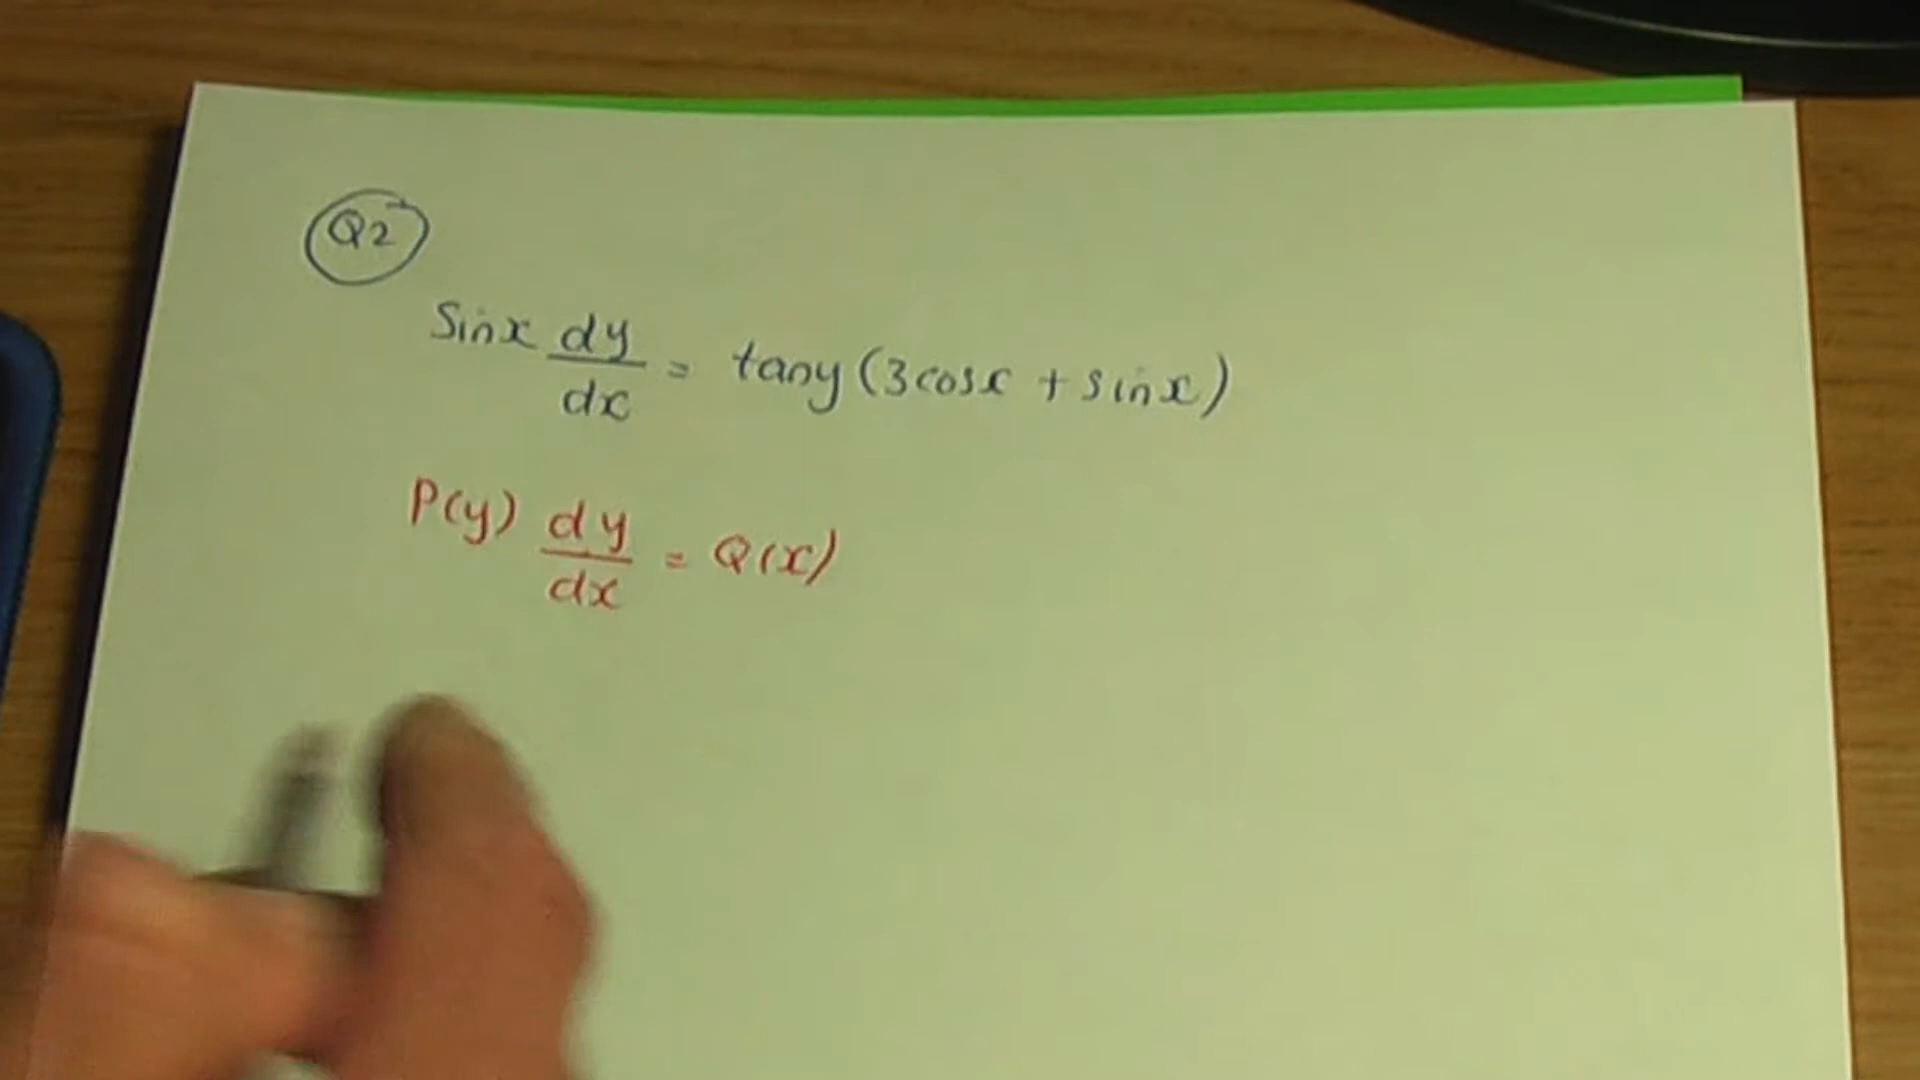 Q2
Sinx dy/dx = tany (3cosx + sinx)
P(y) dy/dx = Q(x)